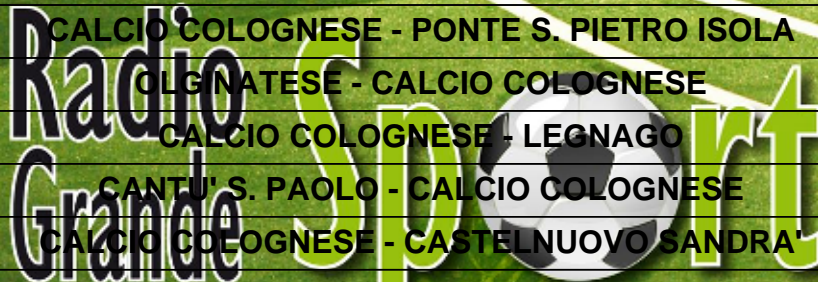 CALCIO COLOGNESE - PONTE S. PIETRO ISOLA
OLGINATESE - CALCIO COLOGNESE
CALCIO COLOGNESE - LEGNAGO
CANTU' S. PAOLO - CALCIO COLOGNESE
CALCIO COLOGNESE - CASTELNUOVO SANDRA'
Radio
Grande
Sport